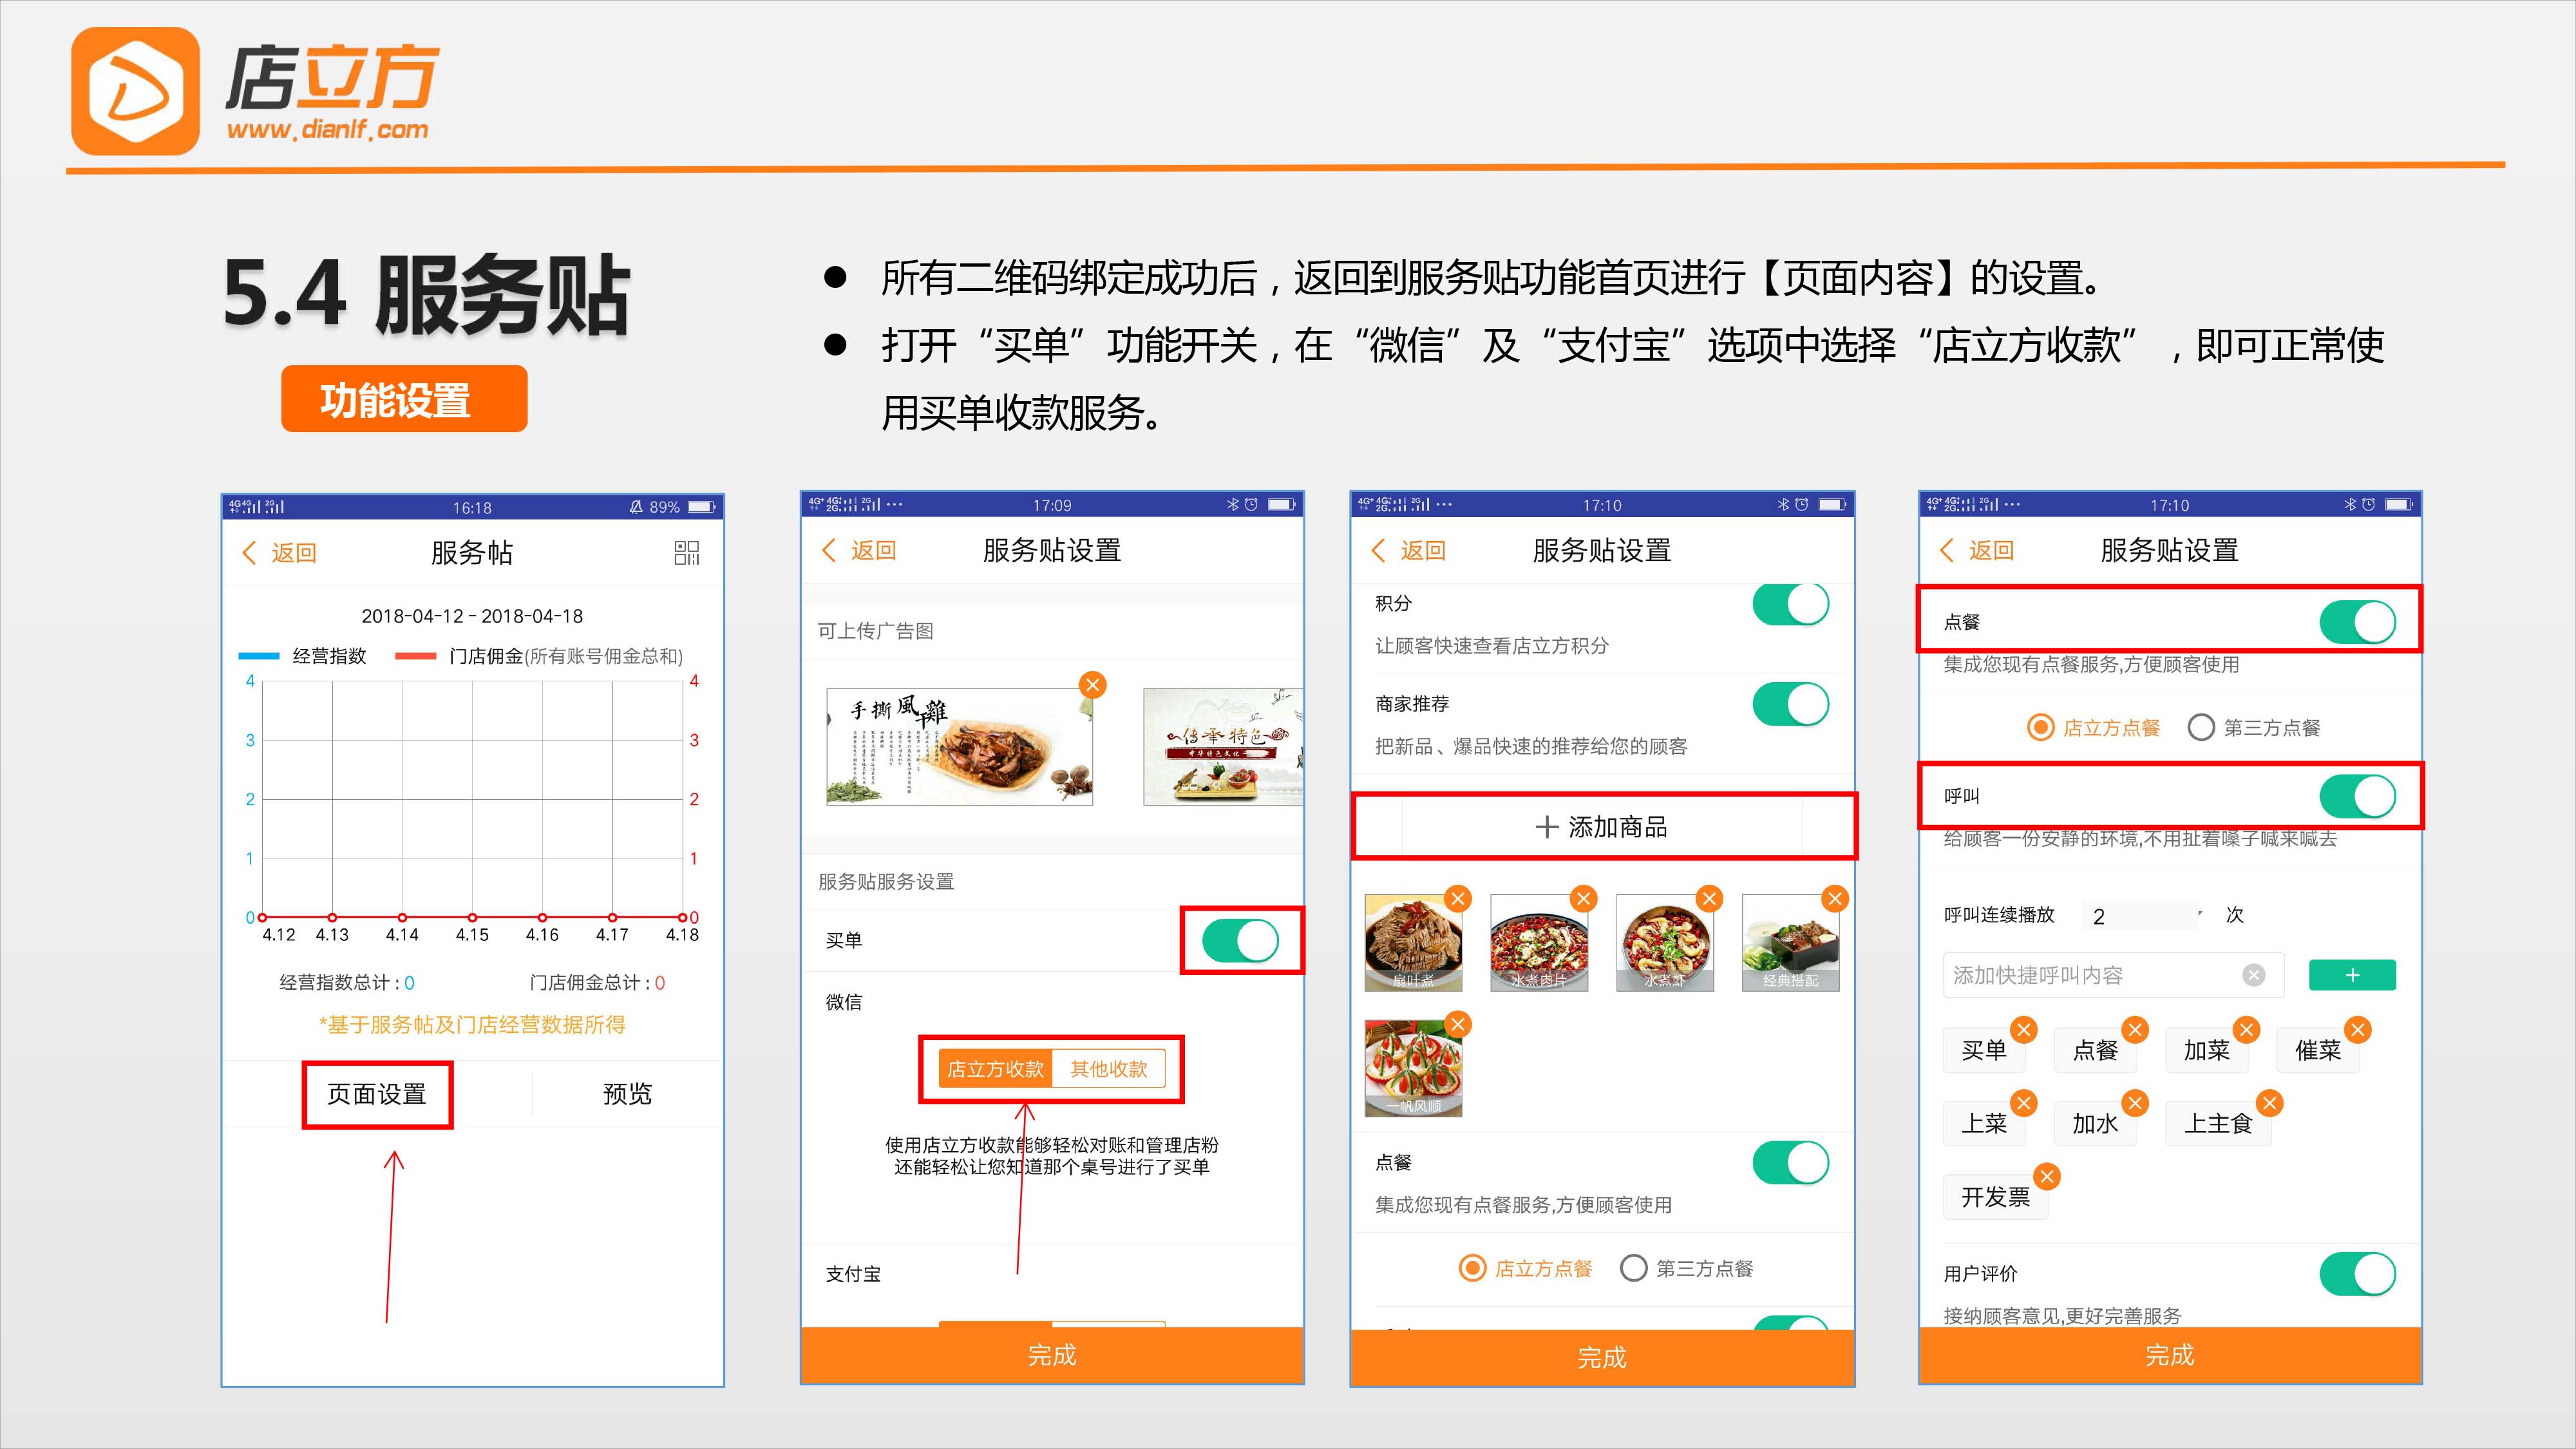 店立方
www.dianlf.com
5.4 服务贴
功能设置
● 所有二维码绑定成功后，返回到服务贴功能首页进行【页面内容】的设置。
● 打开“买单”功能开关，在“微信”及“支付宝”选项中选择“店立方收款”，即可正常使
用买单收款服务。
16:18 89%
返回 服务帖
2018-04-12 - 2018-04-18
经营指数 门店佣金(所有账号佣金总和)
4 4
3 3
2 2
1 1
0 0
4.12 4.13 4.14 4.15 4.16 4.17 4.18
经营指数总计：0 门店佣金总计：0
*基于服务帖及门店经营数据所得
页面设置 预览
17:09
返回 服务贴设置
可上传广告图
手撕風干雞
传承特色
中华特色文化
服务贴服务设置
买单
微信
店立方收款 其他收款
使用店立方收款能够轻松对账和管理店粉
还能轻松让您知道那个桌号进行了买单
支付宝
完成
17:10
返回 服务贴设置
积分
让顾客快速查看店立方积分
商家推荐
把新品、爆品快速的推荐给您的顾客
+ 添加商品
扇叶煮 水煮肉片 水煮虾 经典搭配
一帆风顺
点餐
集成您现有点餐服务,方便顾客使用
店立方点餐 第三方点餐
完成
17:10
返回 服务贴设置
点餐
集成您现有点餐服务,方便顾客使用
店立方点餐 第三方点餐
呼叫
给顾客一份安静的环境,不用扯着嗓子喊来喊去
呼叫连续播放 2 次
添加快捷呼叫内容 +
买单 点餐 加菜 催菜
上菜 加水 上主食
开发票
用户评价
接纳顾客意见,更好完善服务
完成